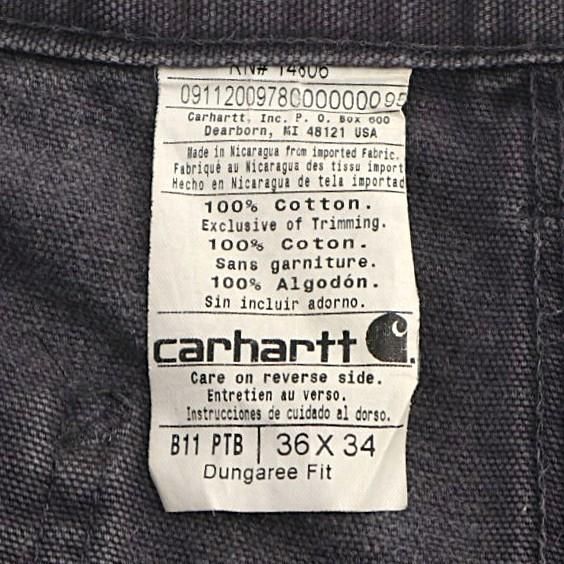 RN# 14806
0911200978000000095
Carhartt, Inc. P. O. Box 600
Dearborn, MI 48121 USA
Made in Nicaragua from imported Fabric.
Fabriqué au Nicaragua des tissu import
Hecho en Nicaragua de tela importad
100% Cotton.
Exclusive of Trimming.
100% Coton.
Sans garniture.
100% Algodón.
Sin incluir adorno.
carhartt
Care on reverse side.
Entretien au verso.
Instrucciones de cuidado al dorso.
B11 PTB | 36 X 34
Dungaree Fit